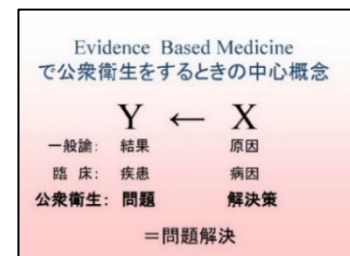 Evidence Based Medicine
で公衆衛生をするときの中心概念
Y ← X
一般論: 結果 原因
臨 床: 疾患 病因
公衆衛生: 問題 解決策
＝問題解決